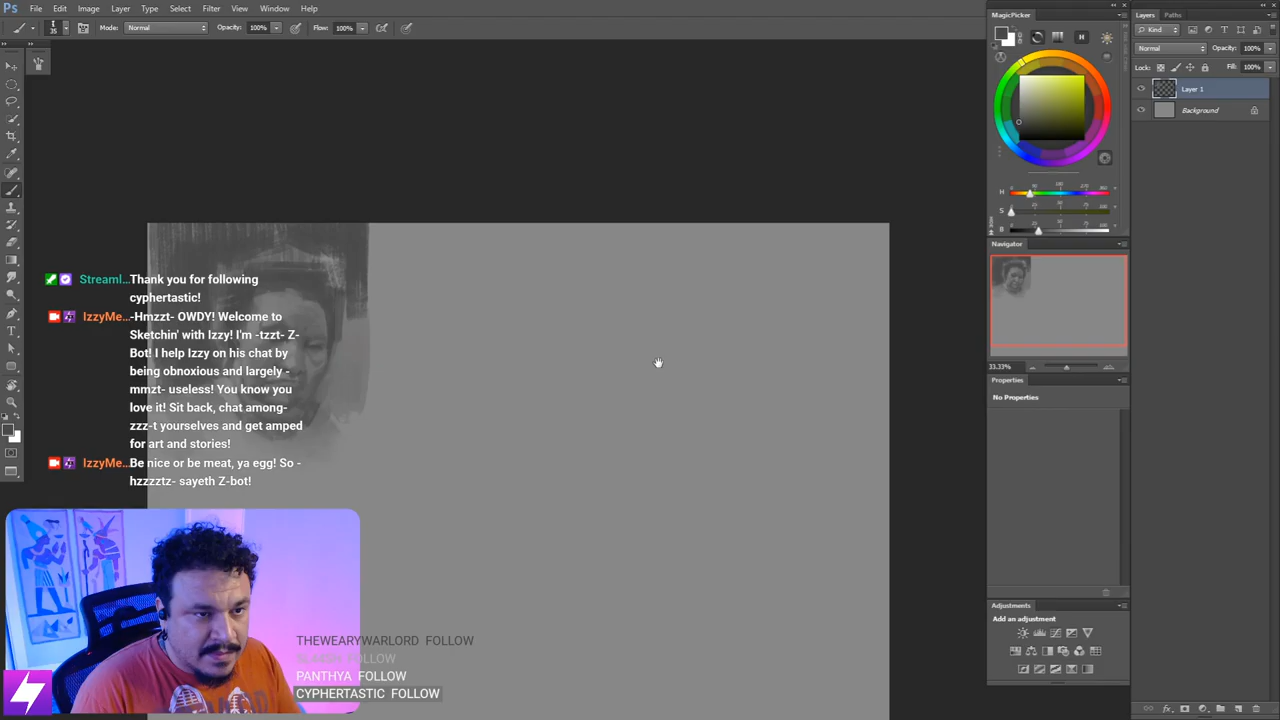 Ps File Edit Image Layer Type Select Filter 3D View Window Help
35 Mode: Normal Opacity: 100% Flow: 100%
MagicPicker
H
H
S
B
Navigator
33.33%
Properties
No Properties
Adjustments
Add an adjustment
Layers Paths
Kind
Normal Opacity: 100%
Lock: Fill: 100%
Layer 1
Background
Streaml... Thank you for following
cyphertastic!
IzzyMe... -Hmzzt- OWDY! Welcome to
Sketchin' with Izzy! I'm -tzzt- Z-
Bot! I help Izzy on his chat by
being obnoxious and largely -
mmzt- useless! You know you
love it! Sit back, chat among-
zzz-t yourselves and get amped
for art and stories!
IzzyMe... Be nice or be meat, ya egg! So -
hzzzztz- sayeth Z-bot!
THEWEARYWARLORD FOLLOW
FOLLOW
PANTHYA FOLLOW
CYPHERTASTIC FOLLOW